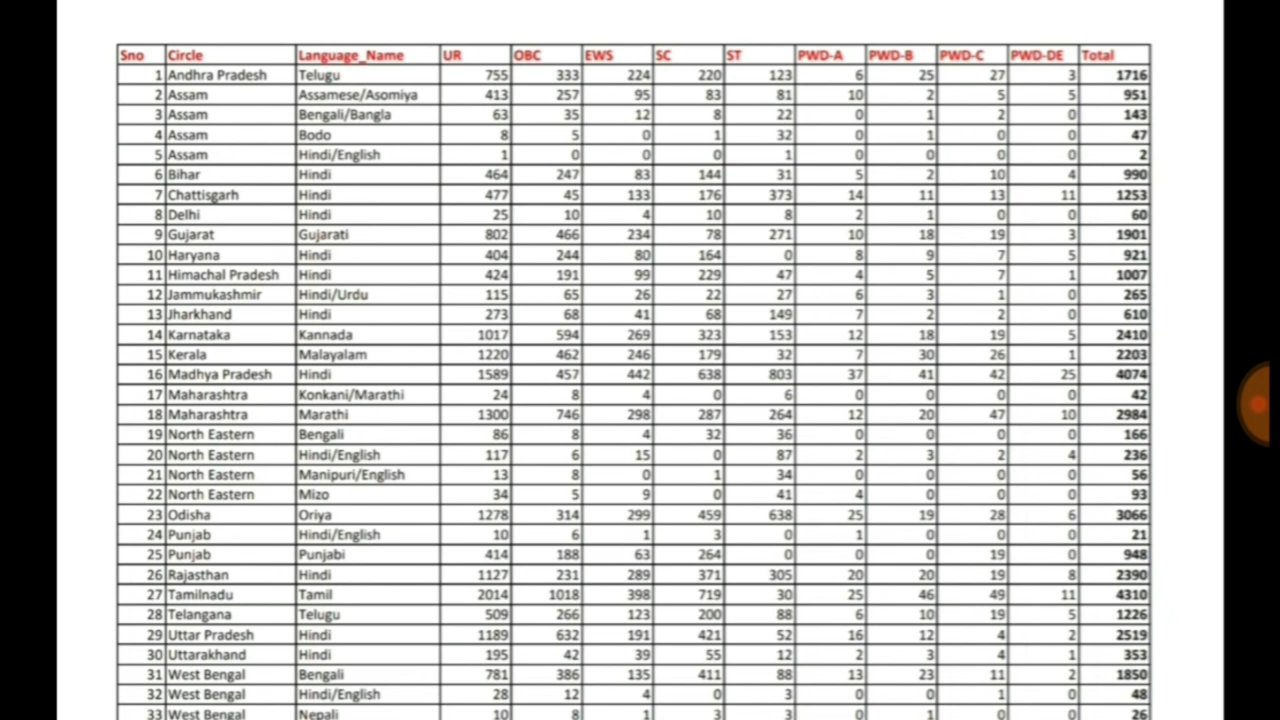 Sno Circle Language_Name UR OBC EWS SC ST PWD-A PWD-B PWD-C PWD-DE Total
1 Andhra Pradesh Telugu 755 333 224 220 123 6 25 27 3 1716
2 Assam Assamese/Asomiya 413 257 95 83 81 10 2 5 5 951
3 Assam Bengali/Bangla 63 35 12 8 22 0 1 2 0 143
4 Assam Bodo 8 5 0 1 32 0 1 0 0 47
5 Assam Hindi/English 1 0 0 0 1 0 0 0 0 2
6 Bihar Hindi 464 247 83 144 31 5 2 10 4 990
7 Chattisgarh Hindi 477 45 133 176 373 14 11 13 11 1253
8 Delhi Hindi 25 10 4 10 8 2 1 0 0 60
9 Gujarat Gujarati 802 466 234 78 271 10 18 19 3 1901
10 Haryana Hindi 404 244 80 164 0 8 9 7 5 921
11 Himachal Pradesh Hindi 424 191 99 229 47 4 5 7 1 1007
12 Jammukashmir Hindi/Urdu 115 65 26 22 27 6 3 1 0 265
13 Jharkhand Hindi 273 68 41 68 149 7 2 2 0 610
14 Karnataka Kannada 1017 594 269 323 153 12 18 19 5 2410
15 Kerala Malayalam 1220 462 246 179 32 7 30 26 1 2203
16 Madhya Pradesh Hindi 1589 457 442 638 803 37 41 42 25 4074
17 Maharashtra Konkani/Marathi 24 8 4 0 6 0 0 0 0 42
18 Maharashtra Marathi 1300 746 298 287 264 12 20 47 10 2984
19 North Eastern Bengali 86 8 4 32 36 0 0 0 0 166
20 North Eastern Hindi/English 117 6 15 0 87 2 3 2 4 236
21 North Eastern Manipuri/English 13 8 0 1 34 0 0 0 0 56
22 North Eastern Mizo 34 5 9 0 41 4 0 0 0 93
23 Odisha Oriya 1278 314 299 459 638 25 19 28 6 3066
24 Punjab Hindi/English 10 6 1 3 0 1 0 0 0 21
25 Punjab Punjabi 414 188 63 264 0 0 0 19 0 948
26 Rajasthan Hindi 1127 231 289 371 305 20 20 19 8 2390
27 Tamilnadu Tamil 2014 1018 398 719 30 25 46 49 11 4310
28 Telangana Telugu 509 266 123 200 88 6 10 19 5 1226
29 Uttar Pradesh Hindi 1189 632 191 421 52 16 12 4 2 2519
30 Uttarakhand Hindi 195 42 39 55 12 2 3 4 1 353
31 West Bengal Bengali 781 386 135 411 88 13 23 11 2 1850
32 West Bengal Hindi/English 28 12 4 0 3 0 0 1 0 48
33 West Bengal Nepali 10 8 1 3 3 0 1 0 0 26